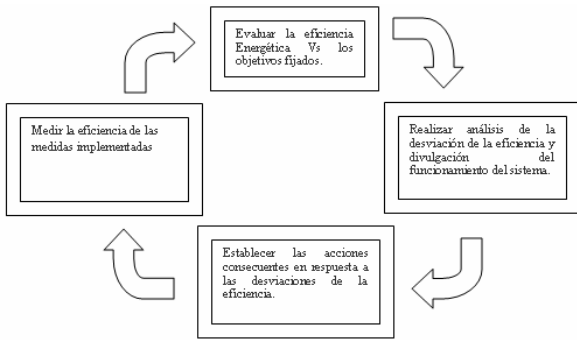 Evaluar la eficiencia
Energética Vs los
objetivos fijados.
Medir la eficiencia de las
medidas implementadas
Realizar análisis de la
desviación de la eficiencia y
divulgación del
funcionamiento del sistema.
Establecer las acciones
consecuentes en respuesta a
las desviaciones de la
eficiencia.